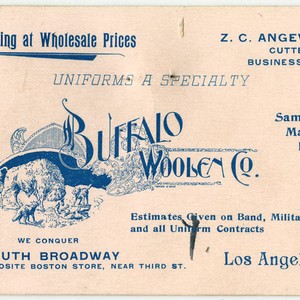 ing at Wholesale Prices
Z. C. ANGEV
CUTTE
BUSINESS
UNIFORMS A SPECIALTY
Sam
Ma
BUFFALO
WOOLEN CO.
Estimates Given on Band, Milita
and all Uniform Contracts
WE CONQUER
UTH BROADWAY
OSITE BOSTON STORE, NEAR THIRD ST.
Los Angel